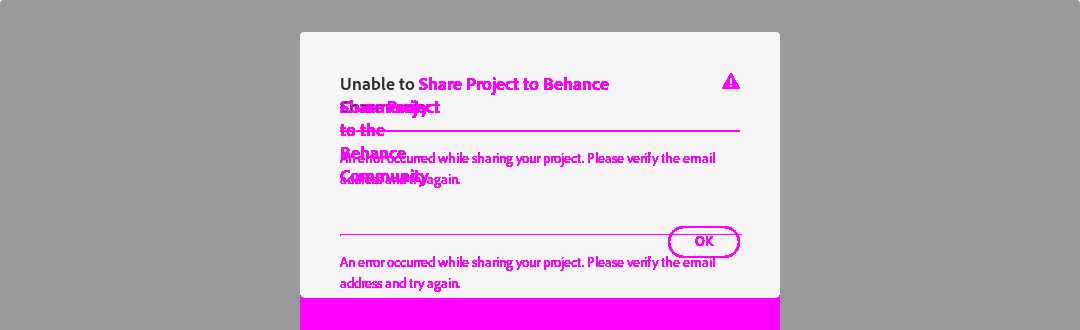 Unable to Share Project to Behance
Community
Share Project
to the
Behance
An error occurred while sharing your project. Please verify the email
Community
address and try again.
OK
An error occurred while sharing your project. Please verify the email
address and try again.